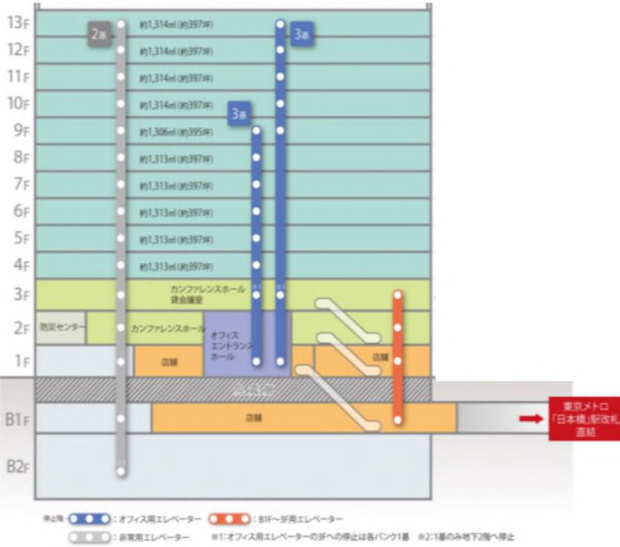 13F
2基
約1,314㎡(約397坪)
3基
12F
約1,314㎡(約397坪)
11F
約1,314㎡(約397坪)
10F
約1,314㎡(約397坪)
3基
9F
約1,306㎡(約395坪)
8F
約1,313㎡(約397坪)
7F
約1,313㎡(約397坪)
6F
約1,313㎡(約397坪)
5F
約1,313㎡(約397坪)
4F
約1,313㎡(約397坪)
3F
カンファレンスホール
貸会議室
※1
※1
2F
防災センター
カンファレンスホール
オフィス
エントランス
ホール
1F
店舗
店舗
B1F
店舗
東京メトロ
「日本橋」駅改札
直結
B2F
停止階
：オフィス用エレベーター
：B1F～3F用エレベーター
：非常用エレベーター
※1:オフィス用エレベーターの3Fへの停止は各バンク1基
※2:1基のみ地下2階へ停止